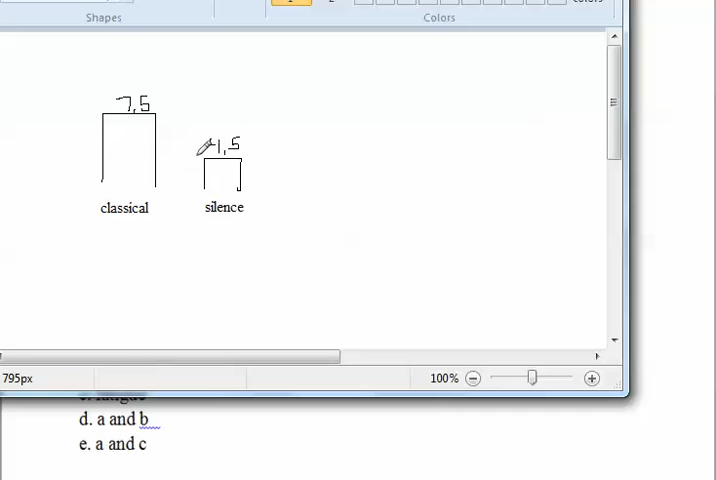 Shapes
Colors
7,5
1,5
classical
silence
795px
100%
d. a and b
e. a and c